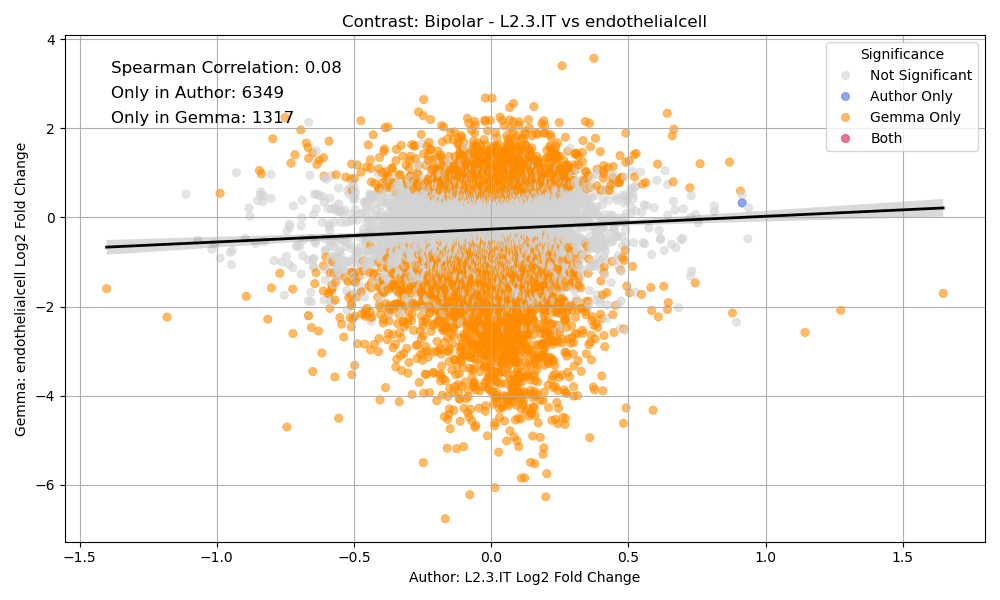 Contrast: Bipolar - L2.3.IT vs endothelialcell
Spearman Correlation: 0.08
Only in Author: 6349
Only in Gemma: 1317
Significance
Not Significant
Author Only
Gemma Only
Both
Gemma: endothelialcell Log2 Fold Change
4
2
0
−2
−4
−6
−1.5
−1.0
−0.5
0.0
0.5
1.0
1.5
Author: L2.3.IT Log2 Fold Change